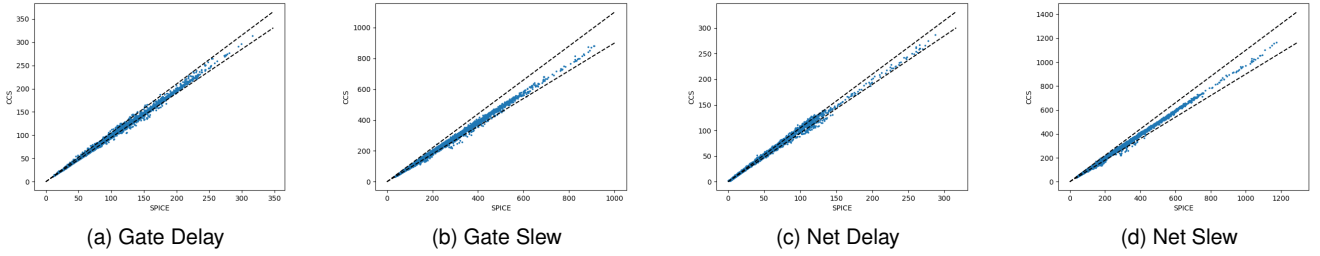 350
300
250
200
150
100
50
0
CCS
0 50 100 150 200 250 300 350
SPICE
(a) Gate Delay
1000
800
600
400
200
0
CCS
0 200 400 600 800 1000
SPICE
(b) Gate Slew
300
250
200
150
100
50
0
CCS
0 50 100 150 200 250 300
SPICE
(c) Net Delay
1400
1200
1000
800
600
400
200
0
CCS
0 200 400 600 800 1000 1200
SPICE
(d) Net Slew